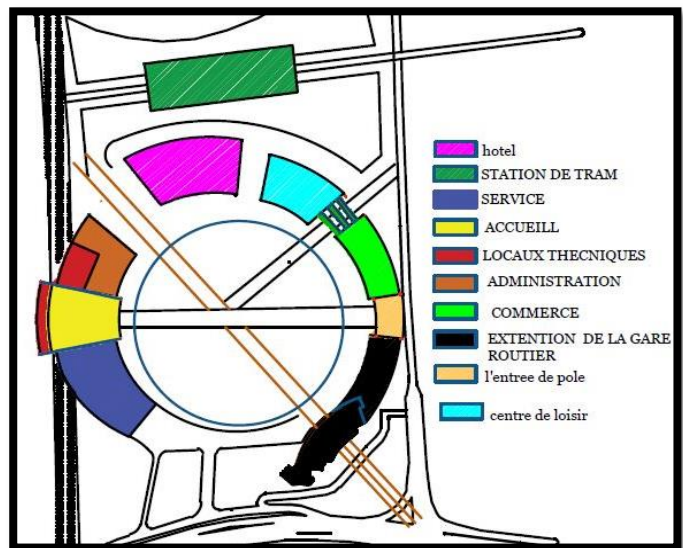 hotel
STATION DE TRAM
SERVICE
ACCUEILL
LOCAUX THECNIQUES
ADMINISTRATION
COMMERCE
EXTENTION DE LA GARE
ROUTIER
l'entree de pole
centre de loisir